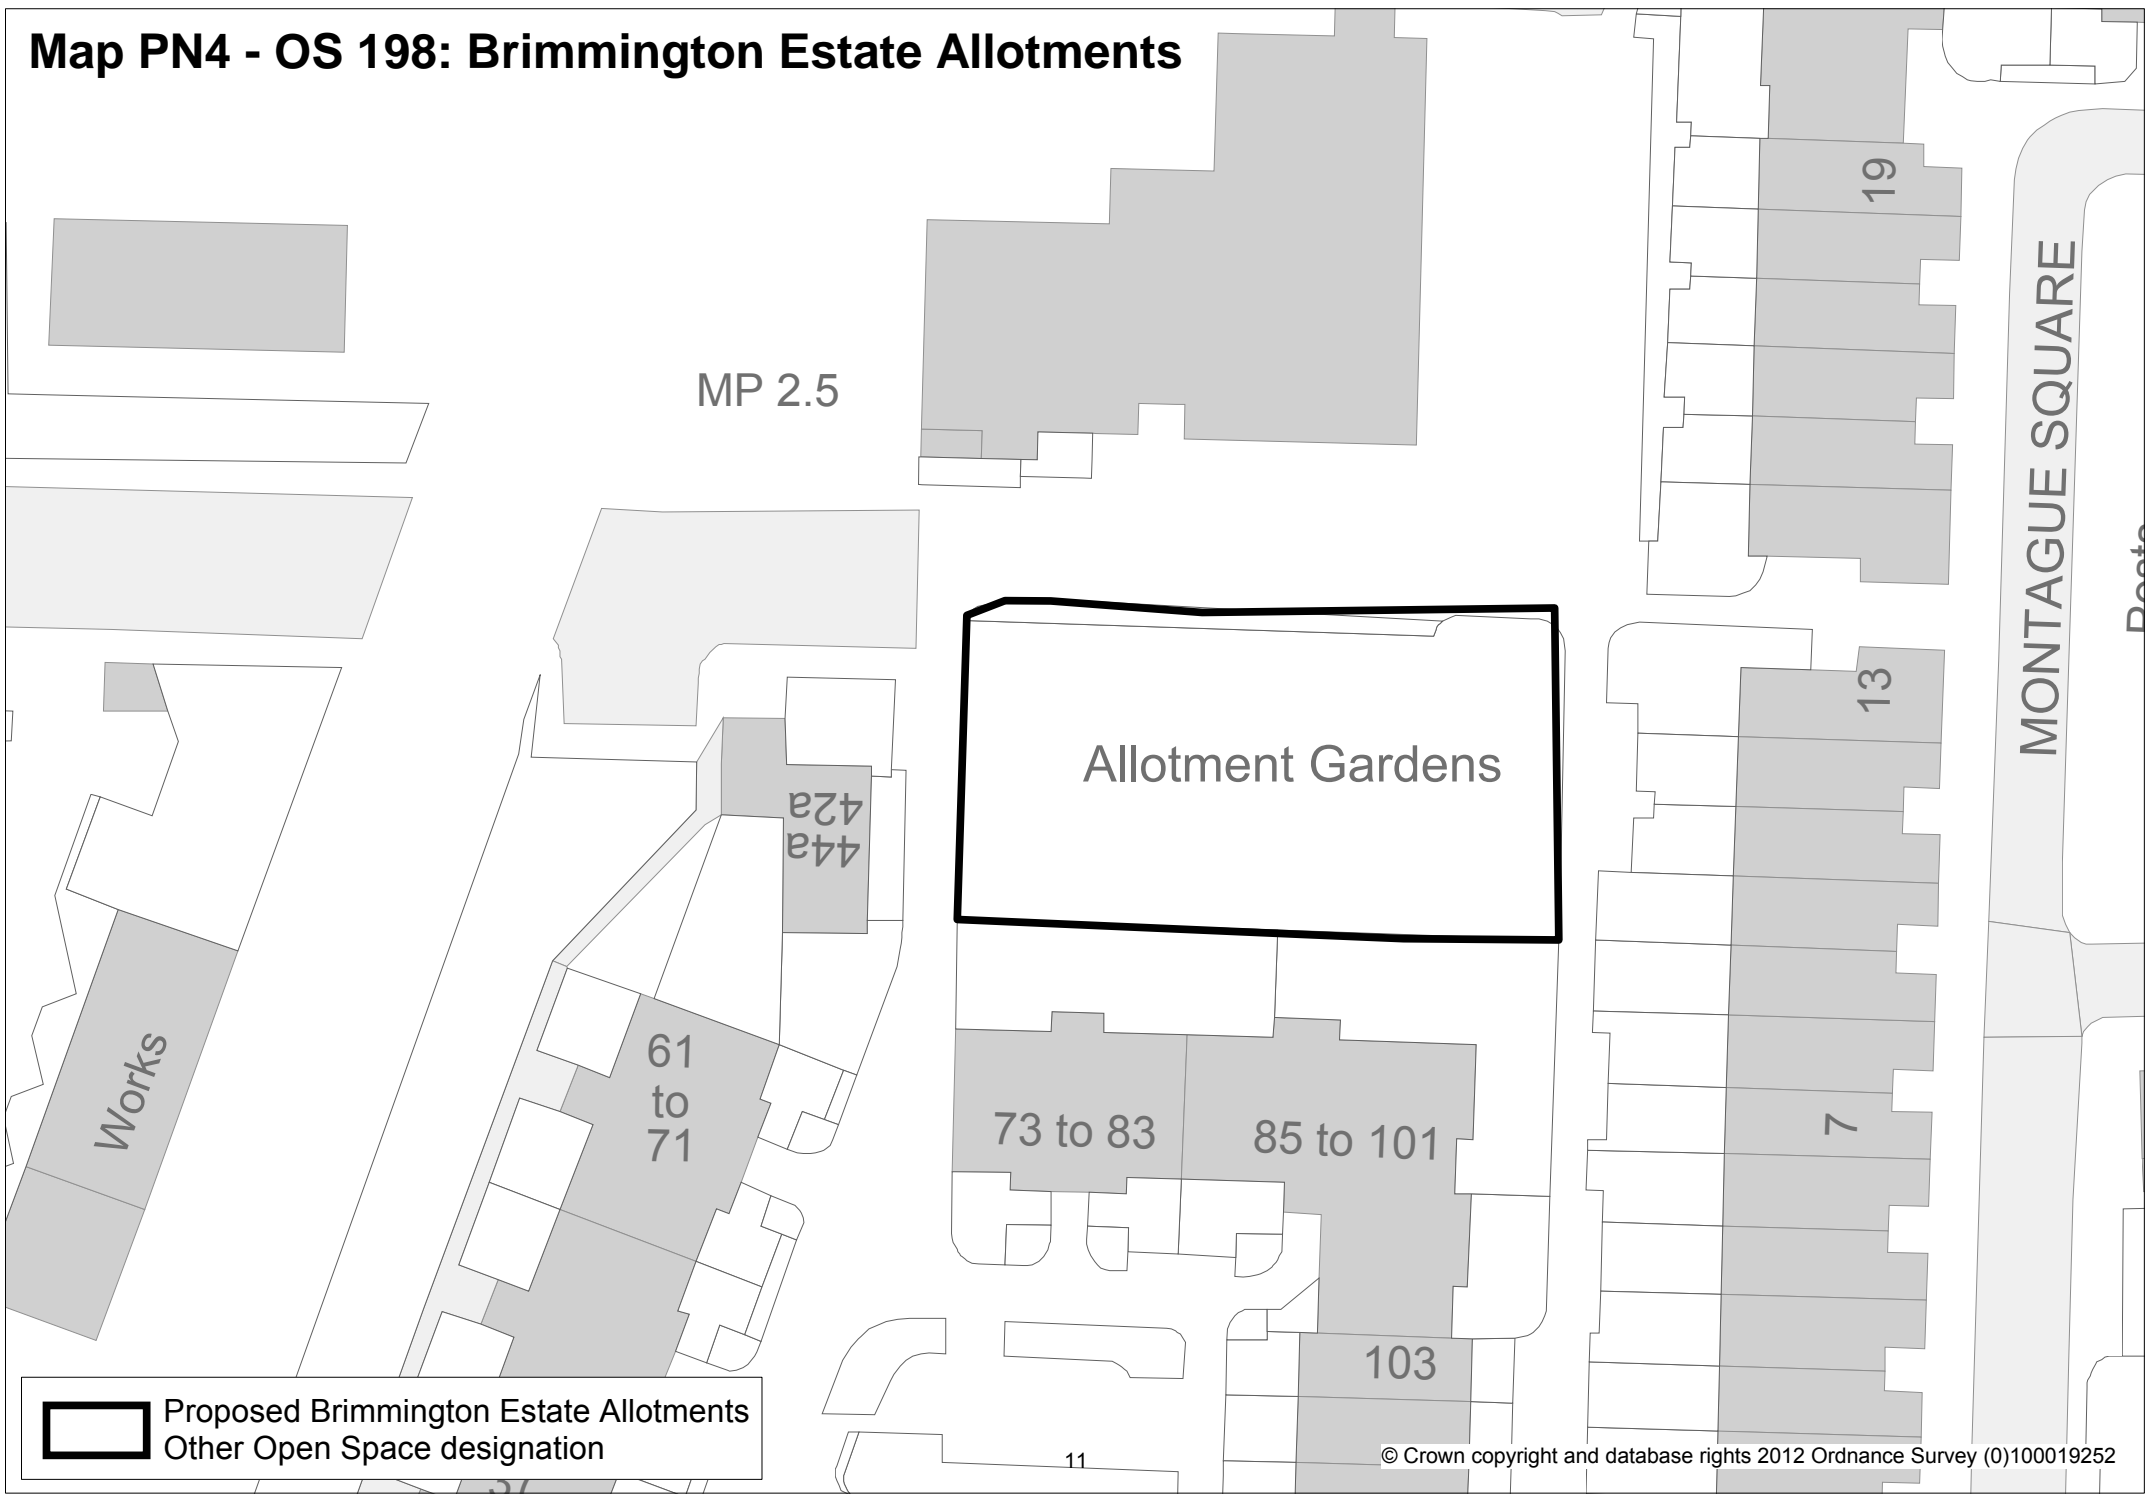 Map PN4 - OS 198: Brimmington Estate Allotments
19
MONTAGUE SQUARE
MP 2.5
13
Allotment Gardens
42a
44a
Works
61
to
71
73 to 83
85 to 101
7
103
37
Proposed Brimmington Estate Allotments
Other Open Space designation
11
© Crown copyright and database rights 2012 Ordnance Survey (0)100019252